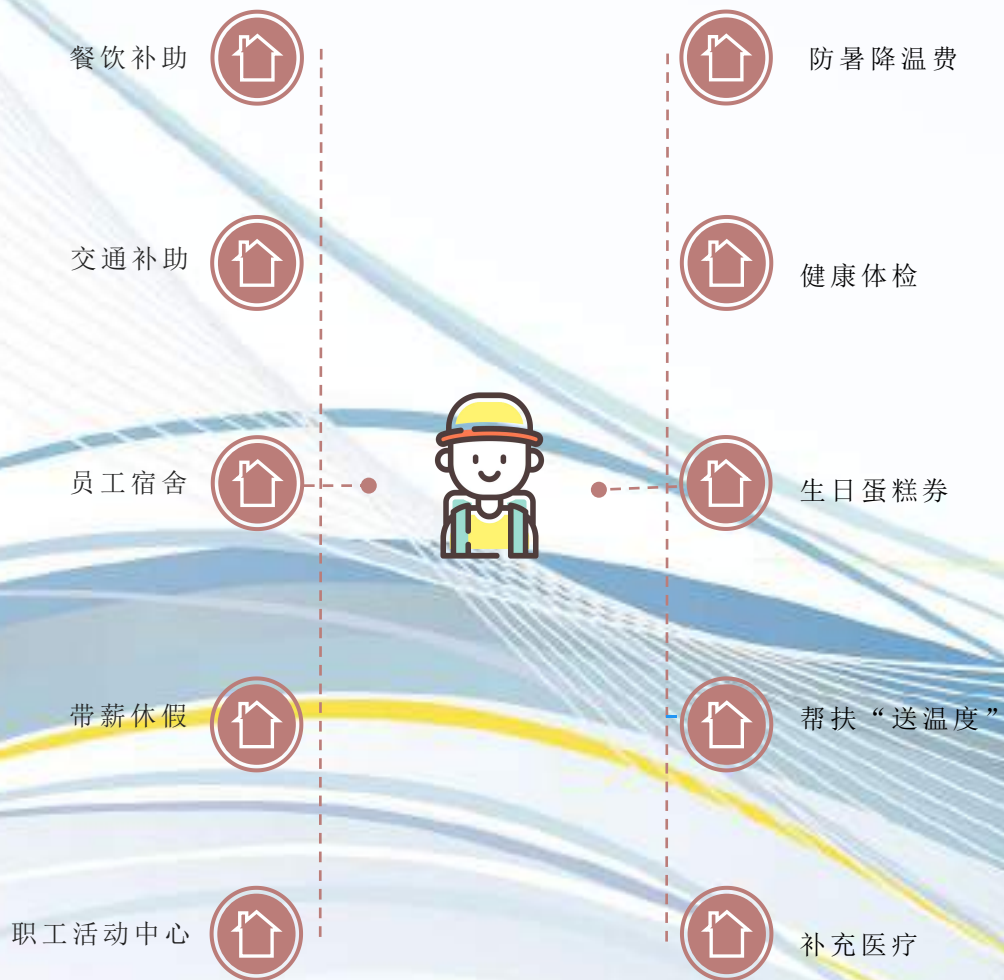 餐饮补助
交通补助
员工宿舍
带薪休假
职工活动中心
防暑降温费
健康体检
生日蛋糕券
帮扶“送温度”
补充医疗